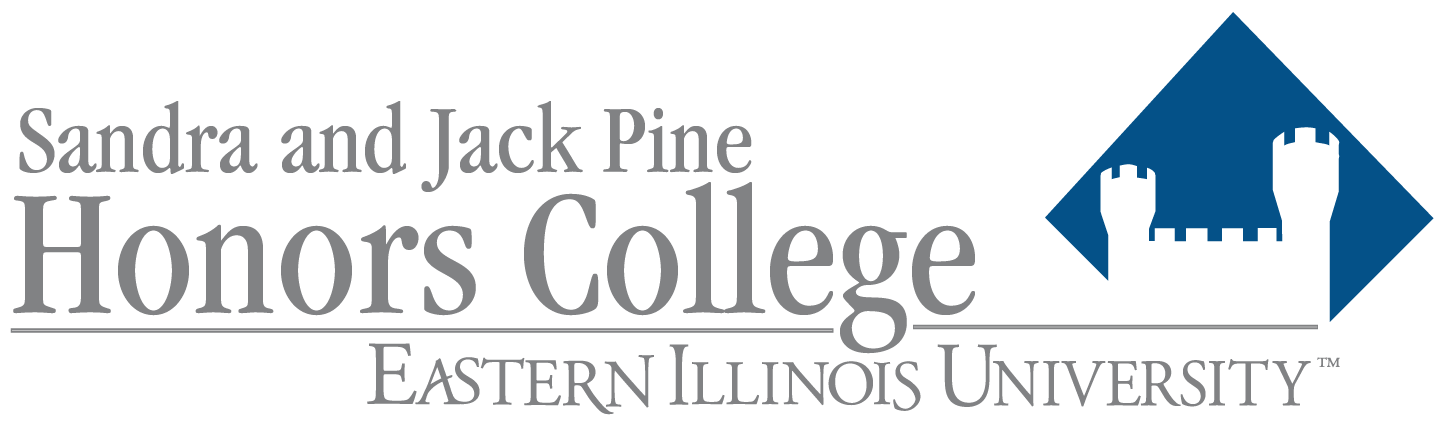 Sandra and Jack Pine
Honors College
Eastern Illinois University™